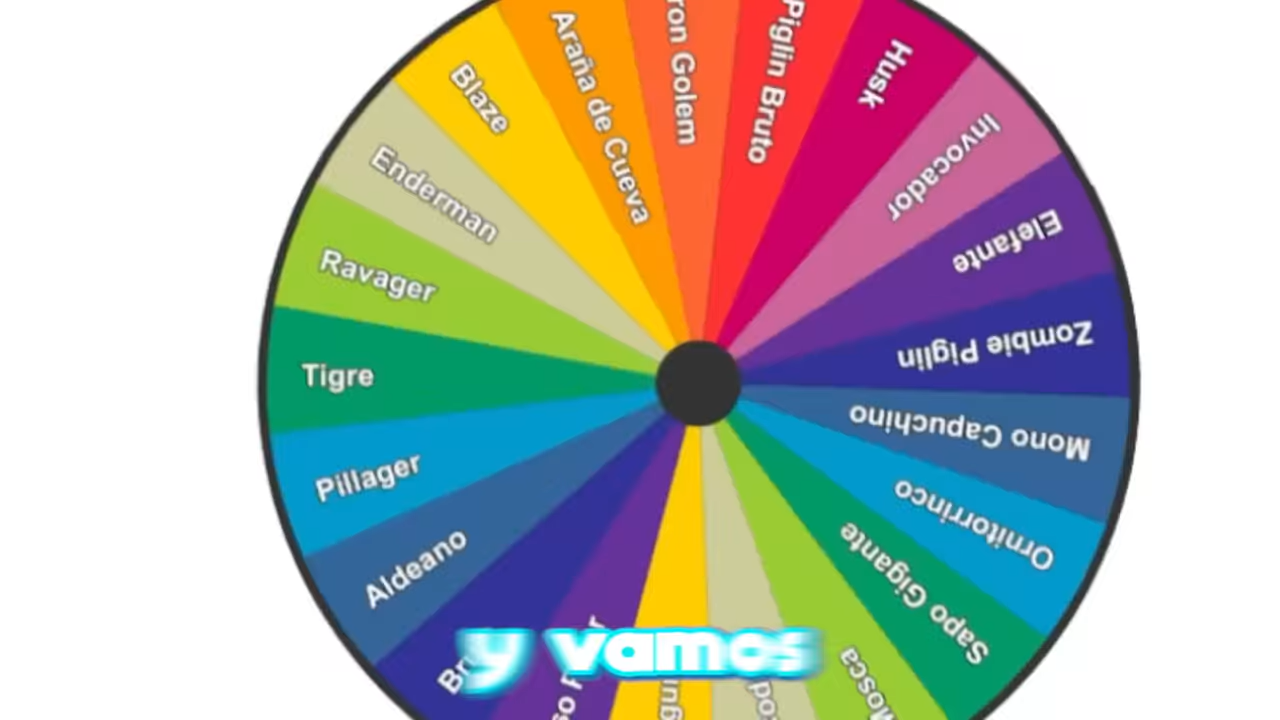 Blaze
Araña de Cueva
Golem
Piglin Bruto
Husk
Invocador
Elefante
Zombie Piglin
Mono Capuchino
Ornitorrinco
Sapo Gigante
Mosca
Aldeano
Pillager
Tigre
Ravager
Enderman
y vamos